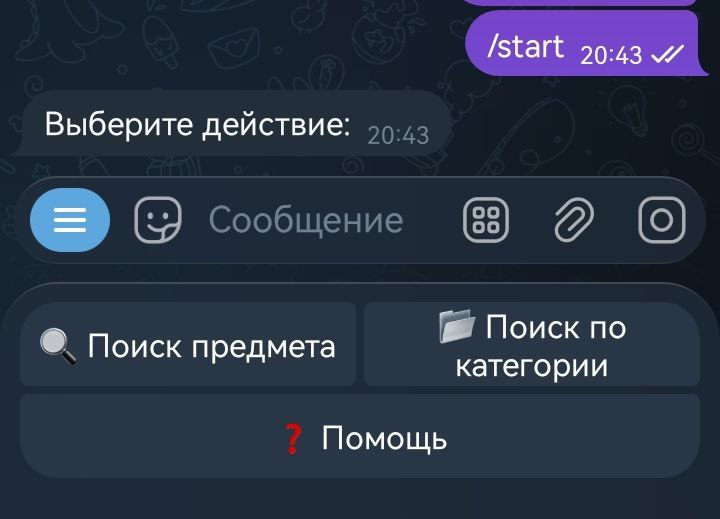 /start 20:43
Выберите действие: 20:43
Сообщение
Поиск предмета
Поиск по
категории
❓ Помощь